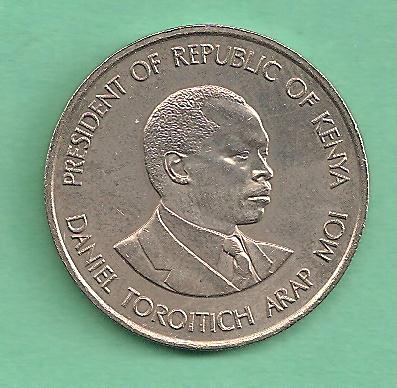 PRESIDENT OF REPUBLIC OF KENYA
DANIEL TOROITICH ARAP MOI